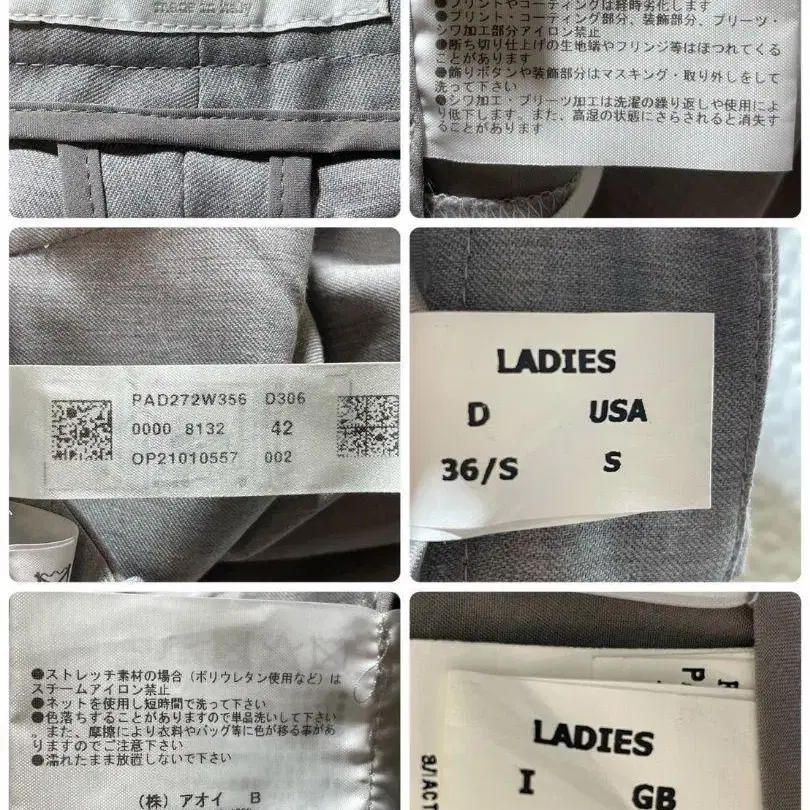 made in italy
●プリントやコーティングは経時劣化します
●プリント・コーティング部分、装飾部分、プリーツ・
シワ加工部分アイロン禁止
●断ち切り仕上げの生地端やフリンジ等はほつれてくる
ことがあります
●飾りボタンや装飾部分はマスキング・取り外しをして
洗って下さい
●シワ加工・プリーツ加工は洗濯の繰り返しや使用によ
り低下します。また、高湿の状態にさらされると消失す
ることがあります
PAD272W356 D306
0000 8132 42
OP21010557 002
LADIES
D USA
36/S S
●ストレッチ素材の場合（ポリウレタン使用など）は
スチームアイロン禁止
●ネットを使用し短時間で洗って下さい
●色落ちすることがありますので単品洗いして下さい
。また、摩擦により衣料やバッグ等に色が移る事があ
りますのでご注意下さい
●濡れたまま放置しないで下さい
（株）アオイ B
LADIES
I GB